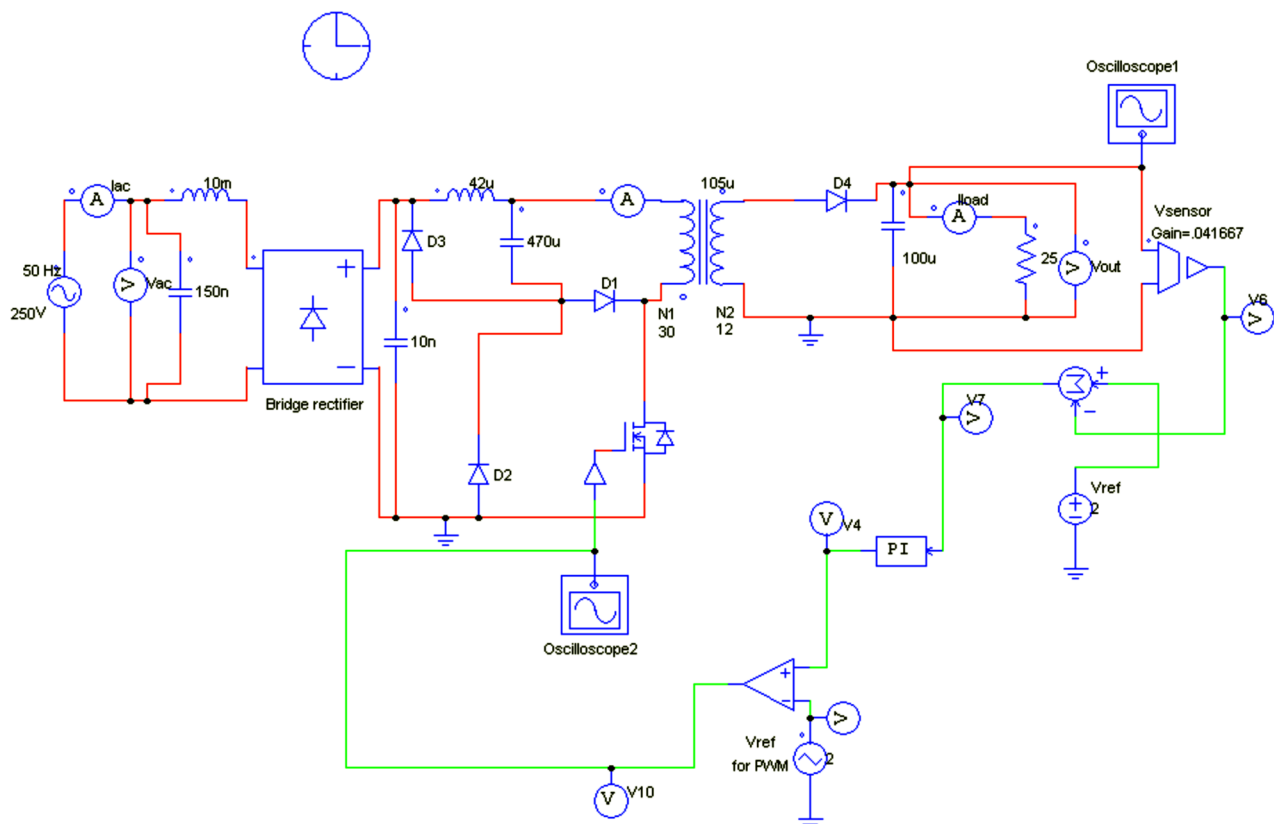 Oscilloscope1
Iac
10m
42u
A
A
105u
D4
Iload
A
Vsensor
Gain=.041667
50 Hz
250V
V
Vac
150n
+
−
Bridge rectifier
D3
470u
10n
D1
N1
30
N2
12
100u
25
V
Vout
V6
V
D2
V7
V
Σ
+
−
Vref
2
V
V4
PI
Oscilloscope2
+
−
V
Vref
for PWM
2
V
V10